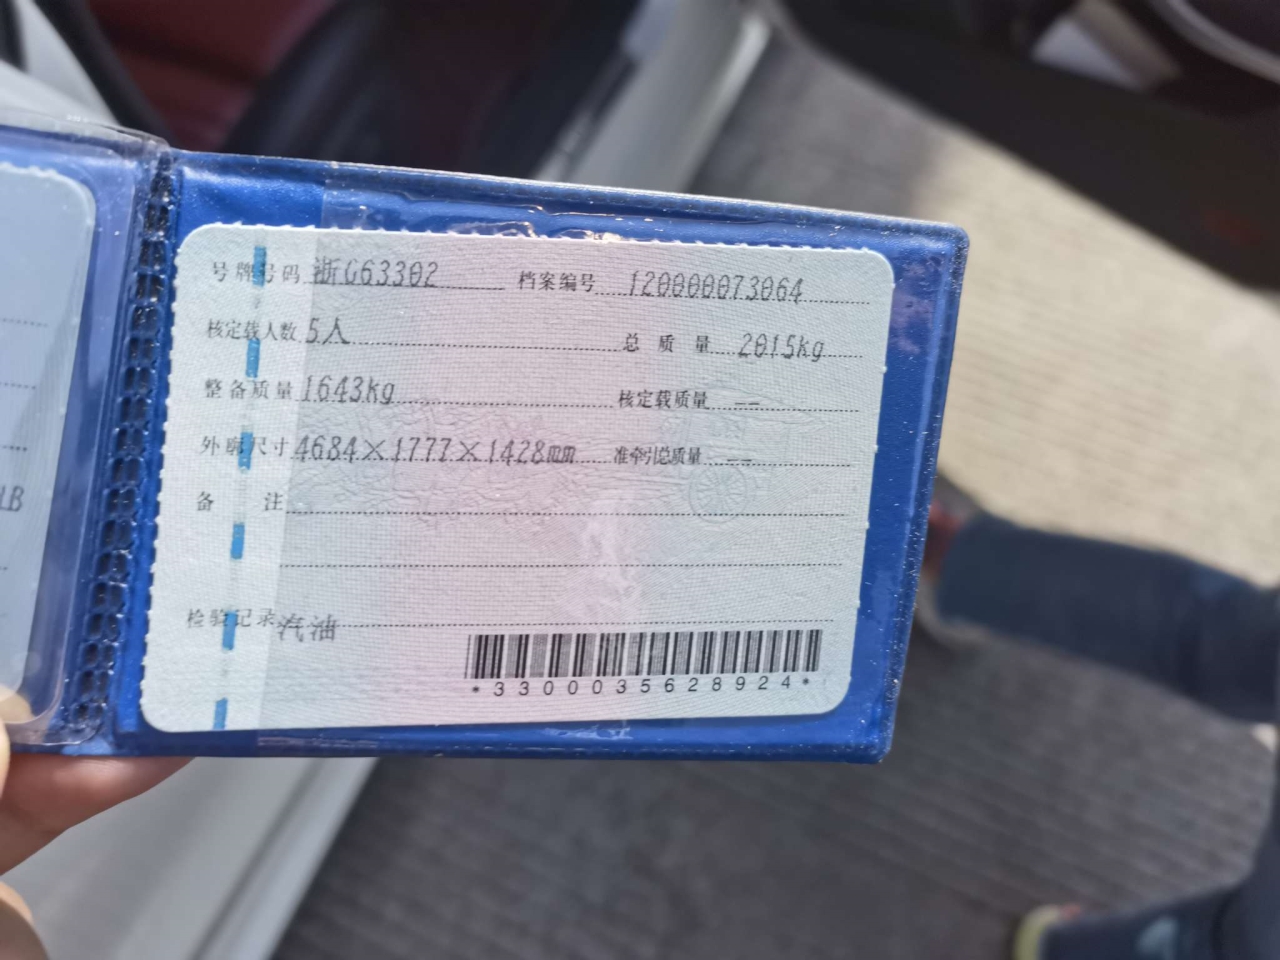 号牌号码 浙G63302 档案编号 120000073064
核定载人数 5人 总质量 2015kg
整备质量 1643kg 核定载质量 --
外廓尺寸 4684×1777×1428mm 准牵引总质量 --
备注
检验记录 汽油
*3300035628924*
LB